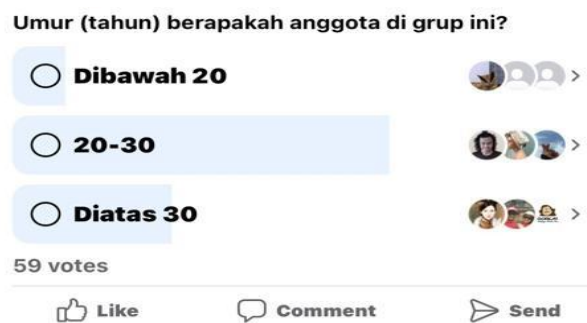 Umur (tahun) berapakah anggota di grup ini?
Dibawah 20
20-30
Diatas 30
59 votes
Like Comment Send